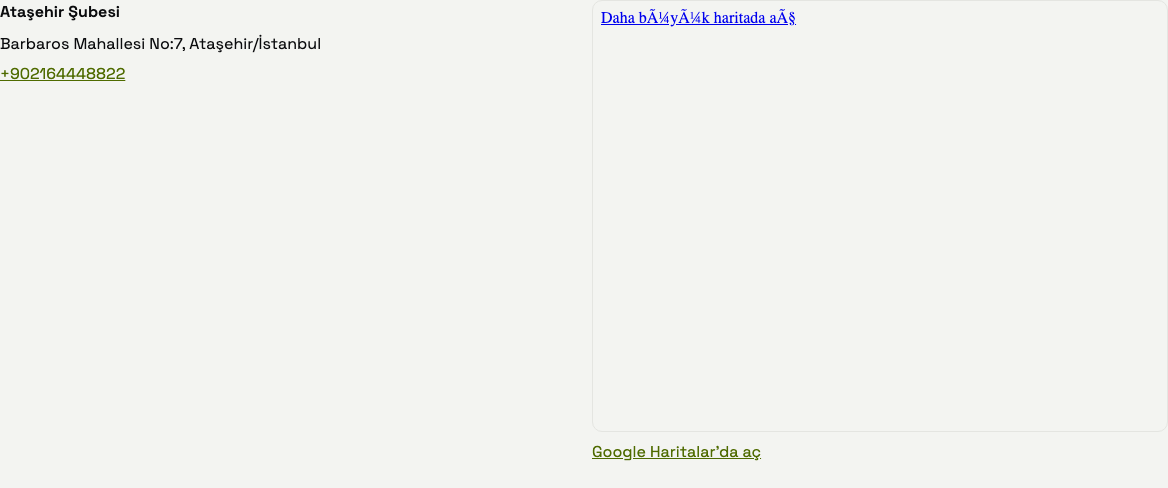 Ataşehir Şubesi
Barbaros Mahallesi No:7, Ataşehir/İstanbul
+902164448822
Daha bÃ¼yÃ¼k haritada aÃ§
Google Haritalar’da aç